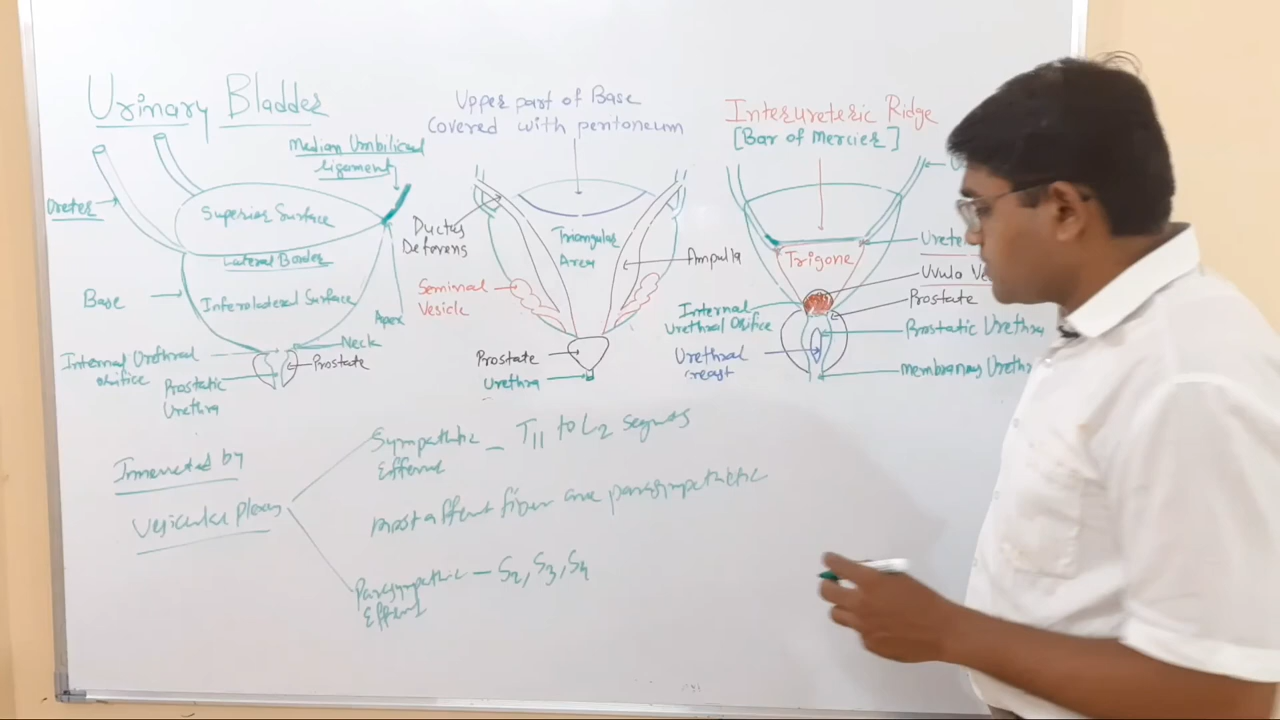 Urinary Bladder
Median Umbilical
ligament
Ureter
Superior Surface
Lateral Border
Base
Inferolateral Surface
Apex
Neck
Internal Urethral
orifice
Prostate
Prostatic
Urethra
Upper part of Base
Covered with peritoneum
Ductus
Deferens
Triangular
Area
Ampulla
Seminal
Vesicle
Prostate
Urethra
Interureteric Ridge
[Bar of Mercier]
Trigone
Uvula Ve
Prostate
Internal
Urethral Orifice
Prostatic Urethra
Urethral
Creast
membranous Urethr
Innervated by
Vesicular plexus
Sympathetic
Efferent
– T11 to L2 segments
most afferent fiber are parasympathetic
Parasympathic – S2, S3, S4
Efferent